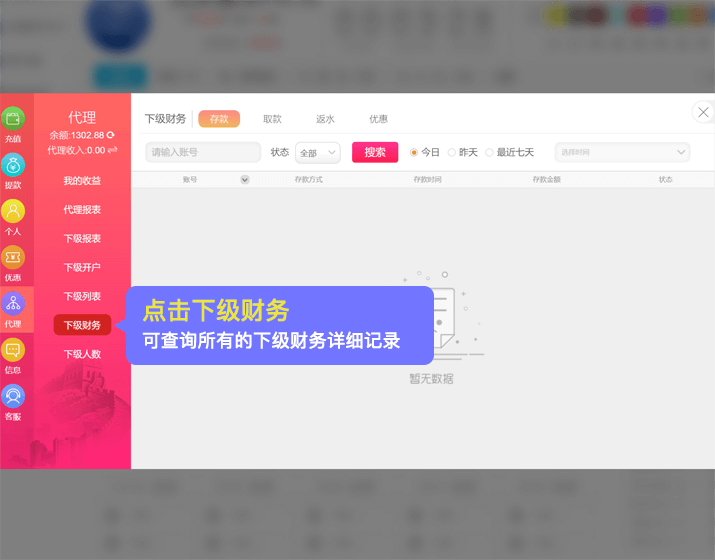 代理
余额:1302.88
代理收入:0.00
充值
提款
个人
优惠
代理
信息
客服
我的收益
代理报表
下级报表
下级开户
下级列表
下级财务
下级人数
下级财务 存款 取款 返水 优惠
请输入账号 状态 全部 搜索 今日 昨天 最近七天 选择时间
账号 存款方式 存款时间 存款金额 状态
点击下级财务
可查询所有的下级财务详细记录
暂无数据